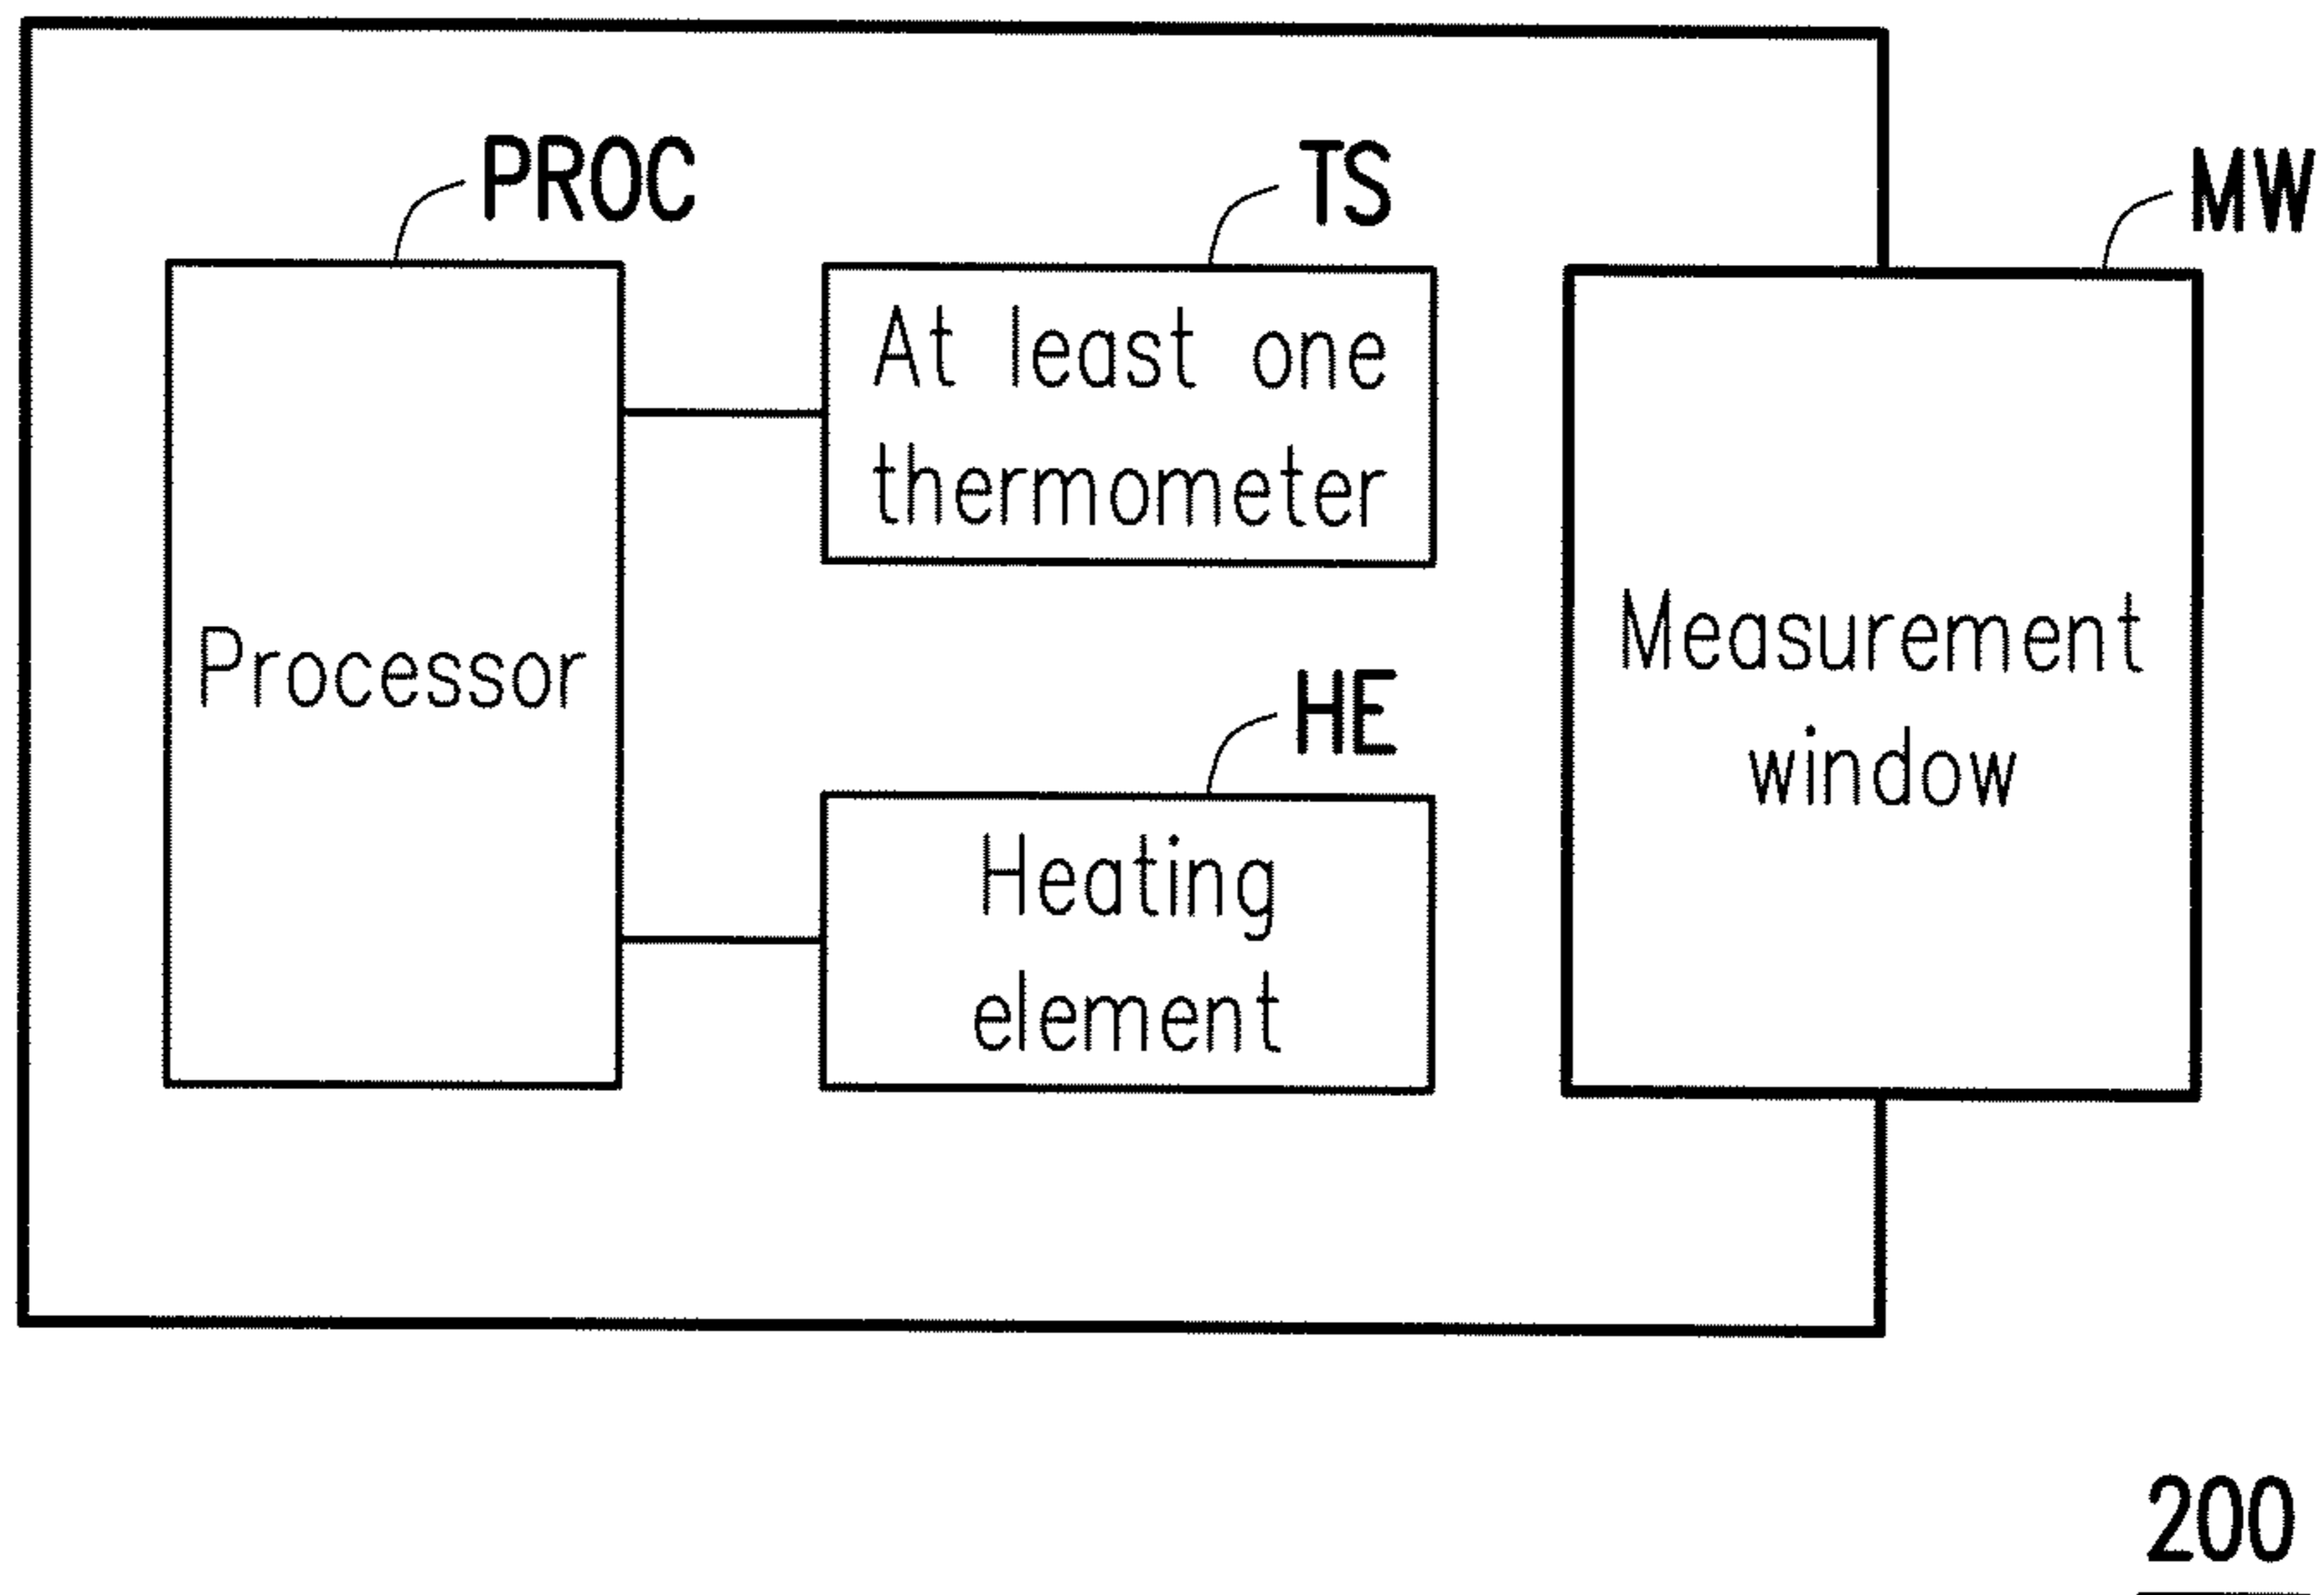 PROC
TS
MW
At least one
thermometer
Processor
Measurement
window
HE
Heating
element
200